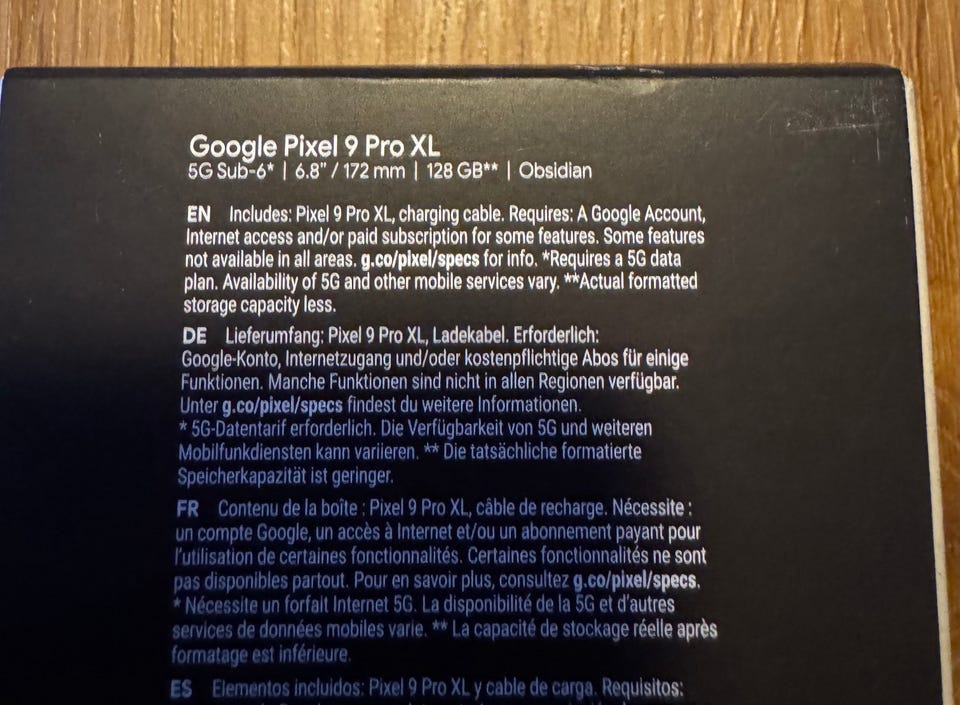 Google Pixel 9 Pro XL
5G Sub-6* | 6.8" / 172 mm | 128 GB** | Obsidian
EN Includes: Pixel 9 Pro XL, charging cable. Requires: A Google Account,
Internet access and/or paid subscription for some features. Some features
not available in all areas. g.co/pixel/specs for info. *Requires a 5G data
plan. Availability of 5G and other mobile services vary. **Actual formatted
storage capacity less.
DE Lieferumfang: Pixel 9 Pro XL, Ladekabel. Erforderlich:
Google-Konto, Internetzugang und/oder kostenpflichtige Abos für einige
Funktionen. Manche Funktionen sind nicht in allen Regionen verfügbar.
Unter g.co/pixel/specs findest du weitere Informationen.
* 5G-Datentarif erforderlich. Die Verfügbarkeit von 5G und weiteren
Mobilfunkdiensten kann variieren. ** Die tatsächliche formatierte
Speicherkapazität ist geringer.
FR Contenu de la boîte : Pixel 9 Pro XL, câble de recharge. Nécessite :
un compte Google, un accès à Internet et/ou un abonnement payant pour
l'utilisation de certaines fonctionnalités. Certaines fonctionnalités ne sont
pas disponibles partout. Pour en savoir plus, consultez g.co/pixel/specs.
* Nécessite un forfait Internet 5G. La disponibilité de la 5G et d'autres
services de données mobiles varie. ** La capacité de stockage réelle après
formatage est inférieure.
ES Elementos incluidos: Pixel 9 Pro XL y cable de carga. Requisitos: